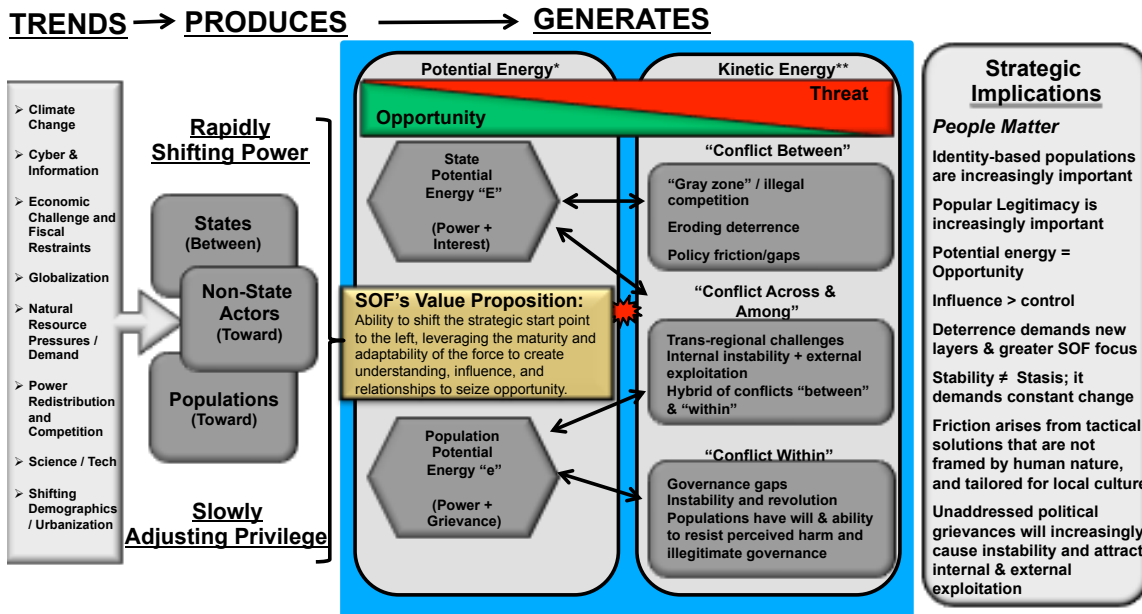 TRENDS
PRODUCES
GENERATES
➢ Climate
Change
➢ Cyber &
Information
➢ Economic
Challenge and
Fiscal
Restraints
➢ Globalization
➢ Natural
Resource
Pressures /
Demand
➢ Power
Redistribution
and
Competition
➢ Science / Tech
➢ Shifting
Demographics
/ Urbanization
Rapidly
Shifting Power
States
(Between)
Non-State
Actors
(Toward)
Populations
(Toward)
Slowly
Adjusting Privilege
Potential Energy*
Kinetic Energy**
Threat
Opportunity
State
Potential
Energy “E”
(Power +
Interest)
SOF’s Value Proposition:
Ability to shift the strategic start point
to the left, leveraging the maturity and
adaptability of the force to create
understanding, influence, and
relationships to seize opportunity.
Population
Potential
Energy “e”
(Power +
Grievance)
“Conflict Between”
“Gray zone” / illegal
competition
Eroding deterrence
Policy friction/gaps
“Conflict Across &
Among”
Trans-regional challenges
Internal instability + external
exploitation
Hybrid of conflicts “between”
& “within”
“Conflict Within”
Governance gaps
Instability and revolution
Populations have will & ability
to resist perceived harm and
illegitimate governance
Strategic
Implications
People Matter
Identity-based populations
are increasingly important
Popular Legitimacy is
increasingly important
Potential energy =
Opportunity
Influence > control
Deterrence demands new
layers & greater SOF focus
Stability ≠ Stasis; it
demands constant change
Friction arises from tactical
solutions that are not
framed by human nature,
and tailored for local culture
Unaddressed political
grievances will increasingly
cause instability and attract
internal & external
exploitation